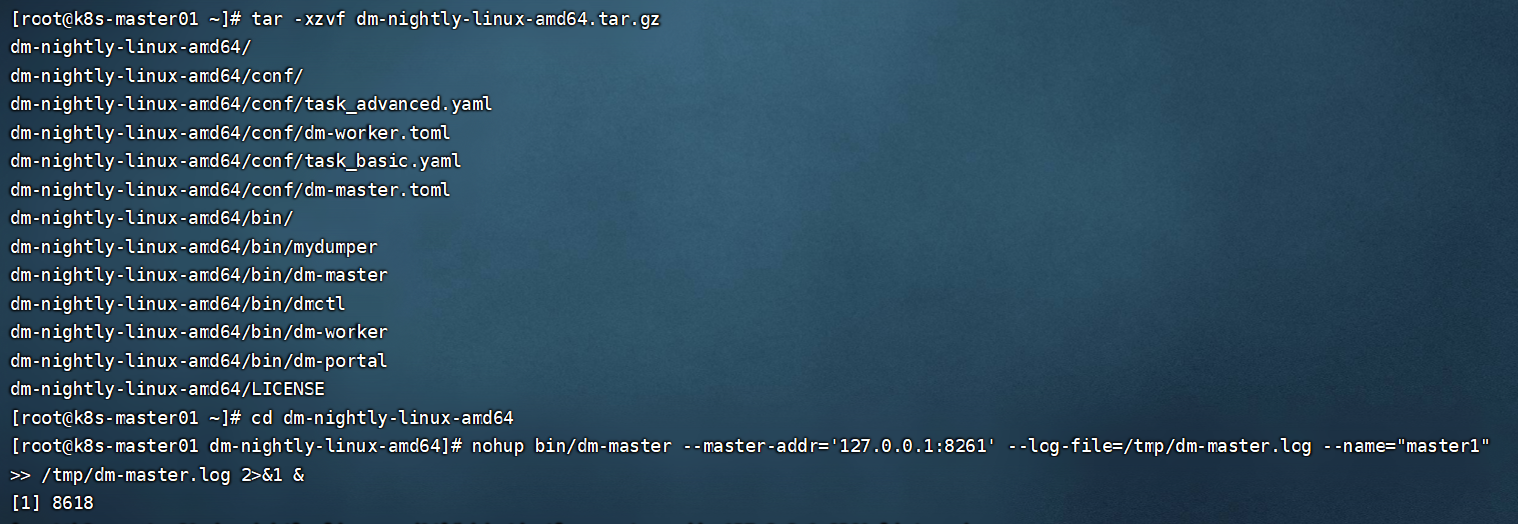 [root@k8s-master01 ~]# tar -xzvf dm-nightly-linux-amd64.tar.gz
dm-nightly-linux-amd64/
dm-nightly-linux-amd64/conf/
dm-nightly-linux-amd64/conf/task_advanced.yaml
dm-nightly-linux-amd64/conf/dm-worker.toml
dm-nightly-linux-amd64/conf/task_basic.yaml
dm-nightly-linux-amd64/conf/dm-master.toml
dm-nightly-linux-amd64/bin/
dm-nightly-linux-amd64/bin/mydumper
dm-nightly-linux-amd64/bin/dm-master
dm-nightly-linux-amd64/bin/dmctl
dm-nightly-linux-amd64/bin/dm-worker
dm-nightly-linux-amd64/bin/dm-portal
dm-nightly-linux-amd64/LICENSE
[root@k8s-master01 ~]# cd dm-nightly-linux-amd64
[root@k8s-master01 dm-nightly-linux-amd64]# nohup bin/dm-master --master-addr='127.0.0.1:8261' --log-file=/tmp/dm-master.log --name="master1"
>> /tmp/dm-master.log 2>&1 &
[1] 8618